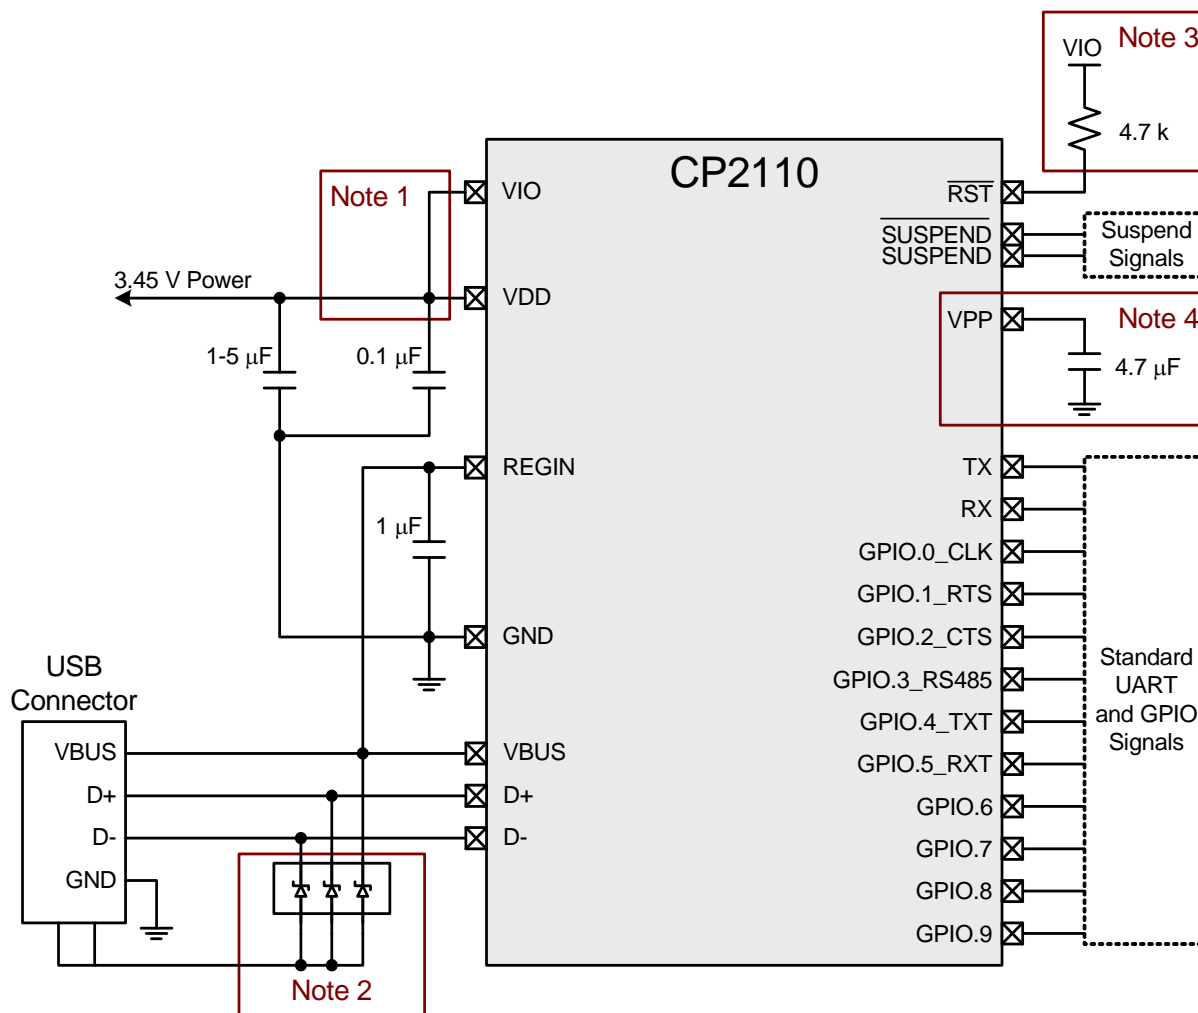 Note 3
VIO
4.7 k
CP2110
Note 1
VIO
RST
SUSPEND
SUSPEND
Suspend
Signals
3.45 V Power
VDD
VPP
Note 4
1-5 μF
0.1 μF
4.7 μF
REGIN
TX
1 μF
RX
GPIO.0_CLK
GPIO.1_RTS
GND
GPIO.2_CTS
USB
Connector
GPIO.3_RS485
Standard
UART
and GPIO
Signals
GPIO.4_TXT
VBUS
VBUS
GPIO.5_RXT
D+
D+
GPIO.6
D-
D-
GPIO.7
GND
GPIO.8
GPIO.9
Note 2